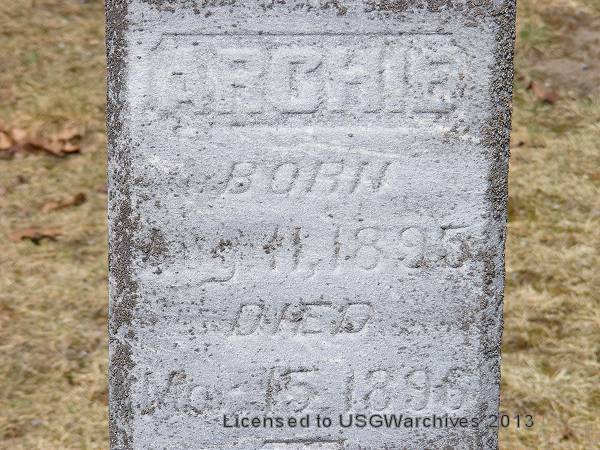 ARCHIE
BORN
11, 1895
DIED
15 1896
Licensed to USGWarchives 2013